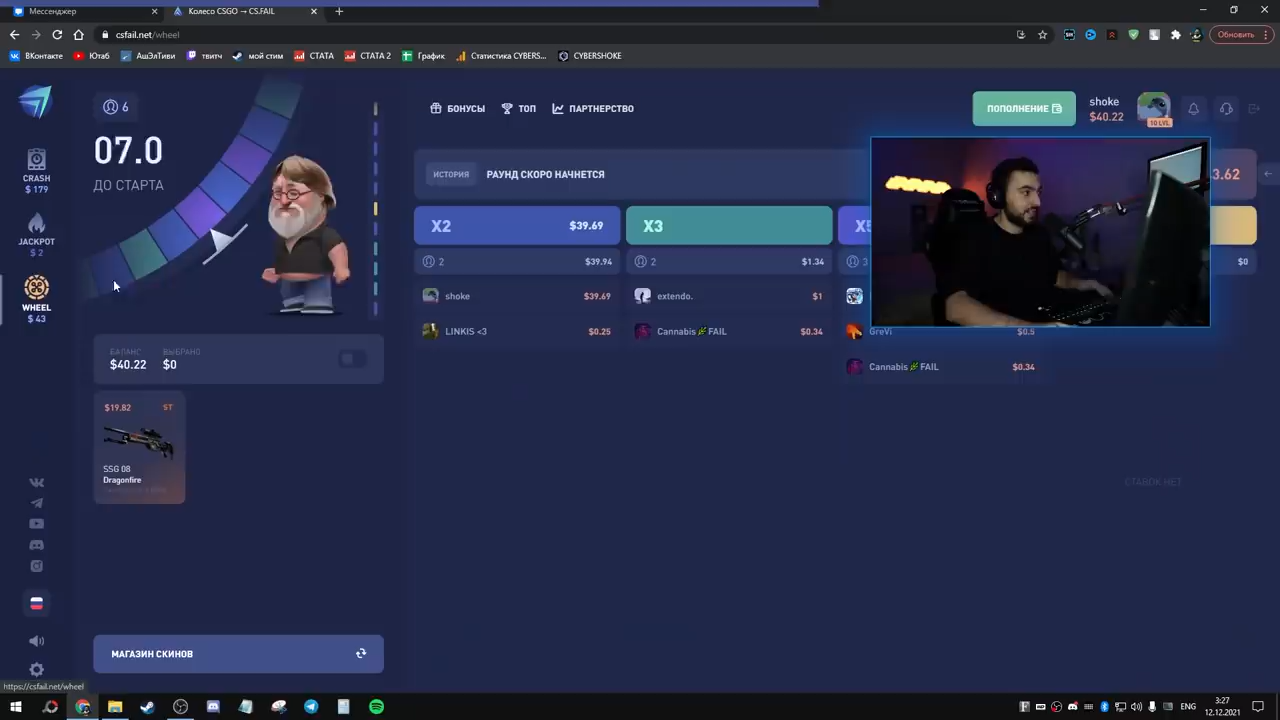 Мессенджер
Колесо CSGO → CS.FAIL
csfail.net/wheel
Обновить
ВКонтакте
Ютаб
АшЭлТиви
твитч
мой стим
СТАТА
СТАТА 2
График
Статистика CYBERS...
CYBERSHOKE
6
07.0
ДО СТАРТА
CRASH
$ 179
JACKPOT
$ 2
WHEEL
$ 43
БОНУСЫ
ТОП
ПАРТНЕРСТВО
ПОПОЛНЕНИЕ
shoke
$40.22
10 LVL
ИСТОРИЯ
РАУНД СКОРО НАЧНЕТСЯ
3.62
X2
$39.69
X3
2
$39.94
2
$1.34
3
$0
shoke
$39.69
extendo.
$1
LINKIS <3
$0.25
Cannabis FAIL
$0.34
GreVi
$0.5
Cannabis FAIL
$0.34
БАЛАНС
$40.22
ВЫБРАНО
$0
$19.82
ST
SSG 08
Dragonfire
СТАВОК НЕТ
МАГАЗИН СКИНОВ
https://csfail.net/wheel
ENG
3:27
12.12.2021